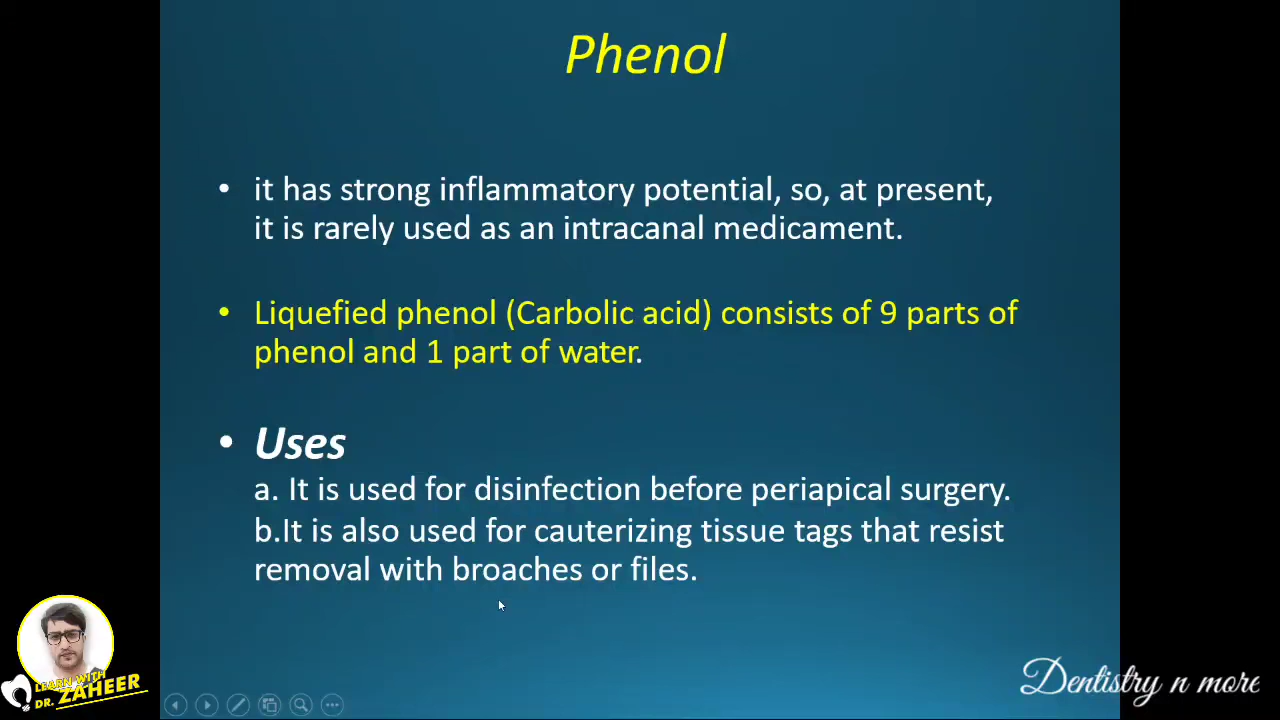 Phenol
• it has strong inflammatory potential, so, at present,
it is rarely used as an intracanal medicament.
• Liquefied phenol (Carbolic acid) consists of 9 parts of
phenol and 1 part of water.
• Uses
a. It is used for disinfection before periapical surgery.
b.It is also used for cauterizing tissue tags that resist
removal with broaches or files.
LEARN WITH
DR. ZAHEER
Dentistry n more